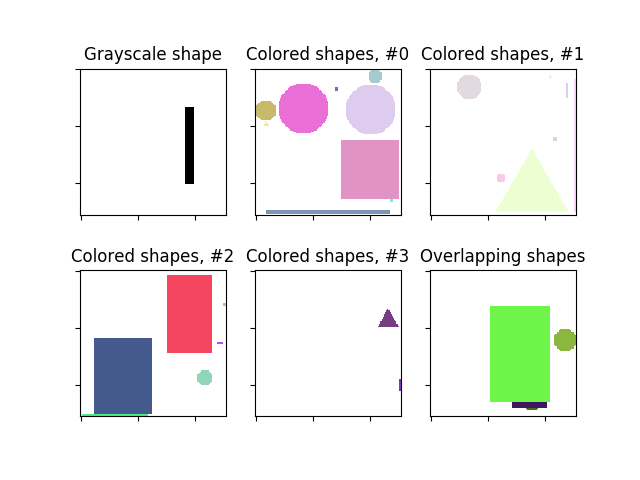 Grayscale shape
Colored shapes, #0
Colored shapes, #1
Colored shapes, #2
Colored shapes, #3
Overlapping shapes